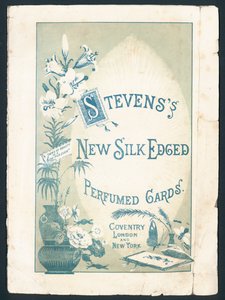 STEVENS'S
NEW SILK EDGED
PERFUMED CARDS.
COVENTRY
LONDON
AND
NEW YORK.